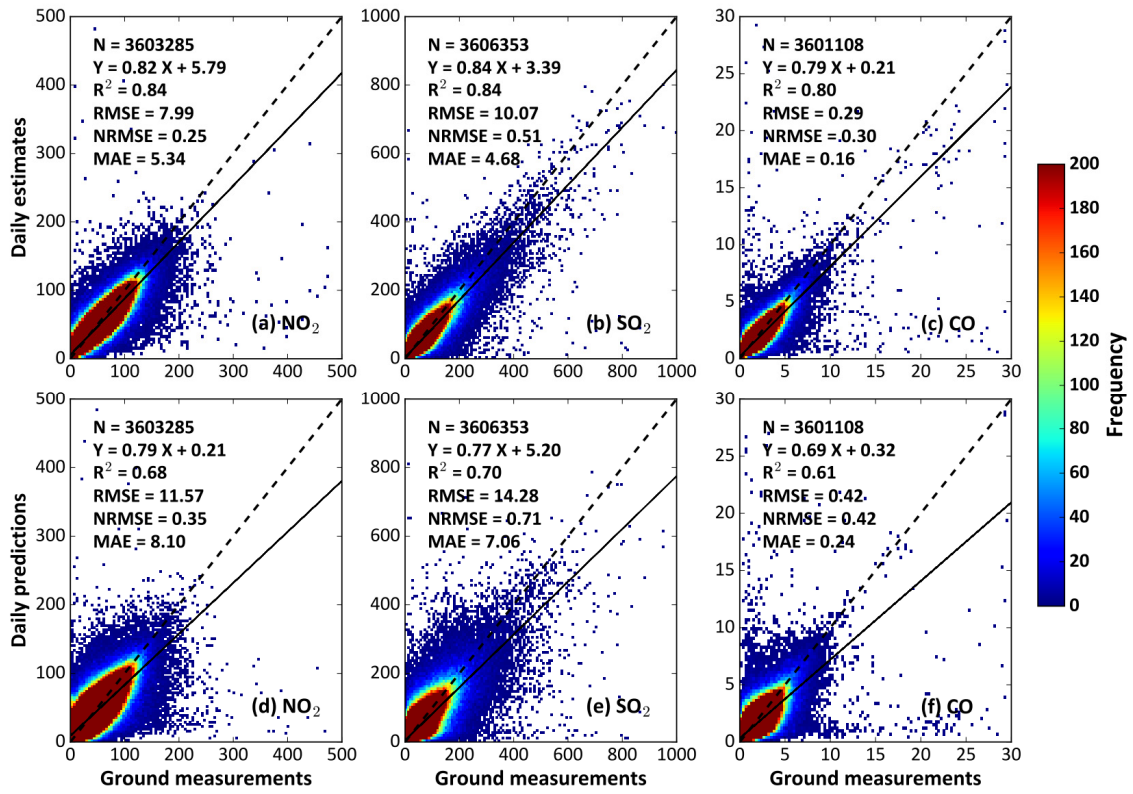 Daily estimates
500
400
300
200
100
0
N = 3603285
Y = 0.82 X + 5.79
R² = 0.84
RMSE = 7.99
NRMSE = 0.25
MAE = 5.34
(a) NO₂
0 100 200 300 400 500
1000
800
600
400
200
0
N = 3606353
Y = 0.84 X + 3.39
R² = 0.84
RMSE = 10.07
NRMSE = 0.51
MAE = 4.68
(b) SO₂
0 200 400 600 800 1000
30
25
20
15
10
5
0
N = 3601108
Y = 0.79 X + 0.21
R² = 0.80
RMSE = 0.29
NRMSE = 0.30
MAE = 0.16
(c) CO
0 5 10 15 20 25 30
Daily predictions
500
400
300
200
100
0
N = 3603285
Y = 0.79 X + 0.21
R² = 0.68
RMSE = 11.57
NRMSE = 0.35
MAE = 8.10
(d) NO₂
0 100 200 300 400 500
Ground measurements
1000
800
600
400
200
0
N = 3606353
Y = 0.77 X + 5.20
R² = 0.70
RMSE = 14.28
NRMSE = 0.71
MAE = 7.06
(e) SO₂
0 200 400 600 800 1000
Ground measurements
30
25
20
15
10
5
0
N = 3601108
Y = 0.69 X + 0.32
R² = 0.61
RMSE = 0.42
NRMSE = 0.42
MAE = 0.24
(f) CO
0 5 10 15 20 25 30
Ground measurements
200
180
160
140
120
100
80
60
40
20
0
Frequency